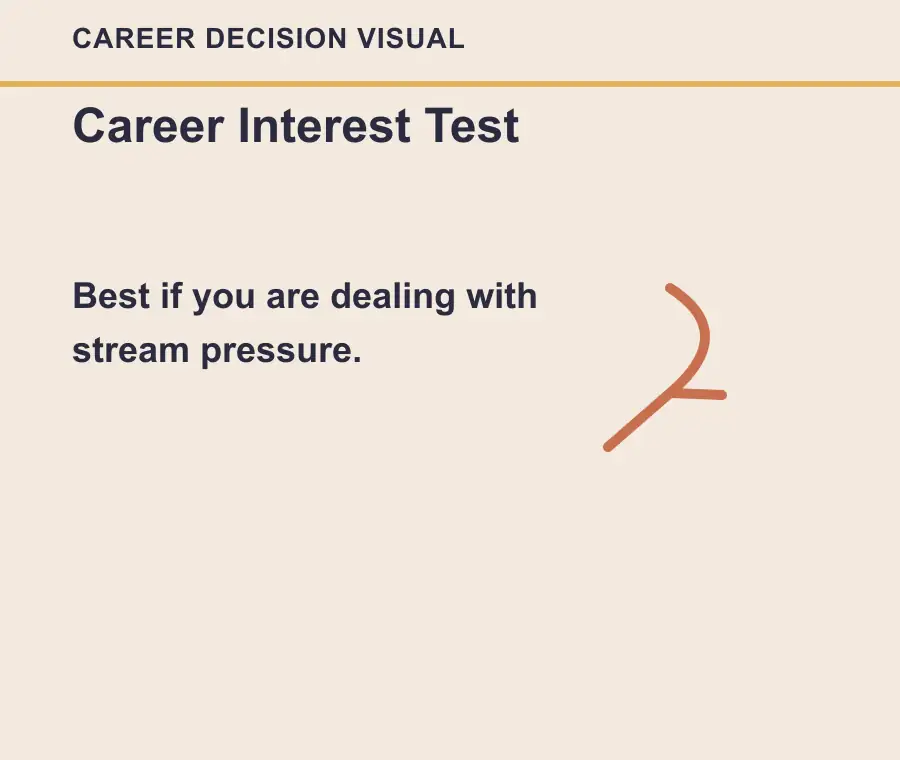 CAREER DECISION VISUAL
Career Interest Test
Best if you are dealing with
stream pressure.